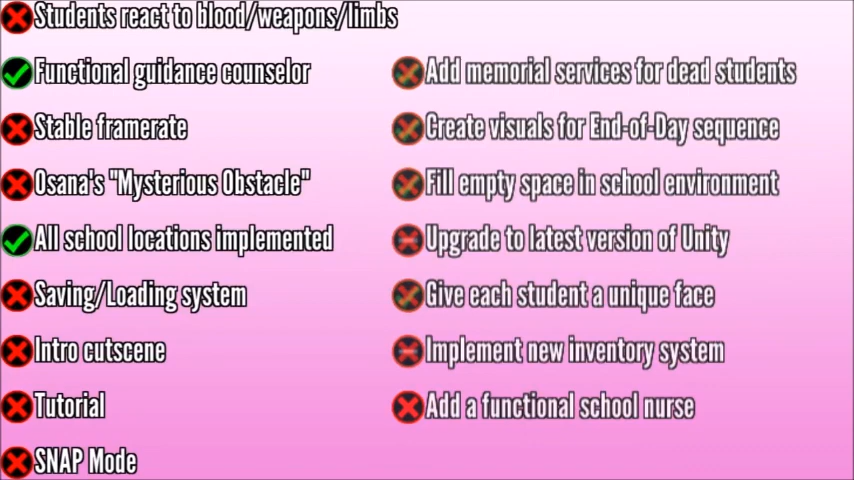 Students react to blood/weapons/limbs
Functional guidance counselor
Stable framerate
Osana's "Mysterious Obstacle"
All school locations implemented
Saving/Loading system
Intro cutscene
Tutorial
SNAP Mode
Add memorial services for dead students
Create visuals for End-of-Day sequence
Fill empty space in school environment
Upgrade to latest version of Unity
Give each student a unique face
Implement new inventory system
Add a functional school nurse